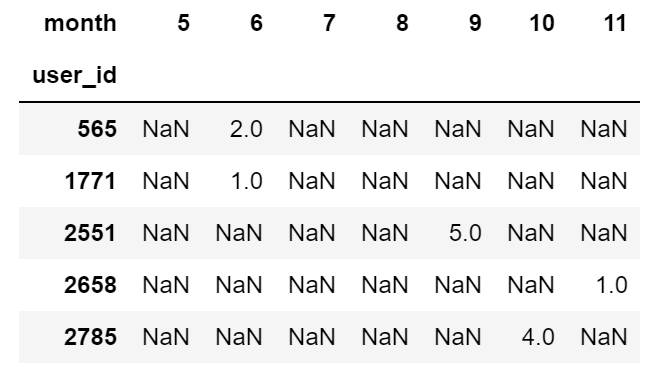 month 5 6 7 8 9 10 11
user_id
565 NaN 2.0 NaN NaN NaN NaN NaN
1771 NaN 1.0 NaN NaN NaN NaN NaN
2551 NaN NaN NaN NaN 5.0 NaN NaN
2658 NaN NaN NaN NaN NaN NaN 1.0
2785 NaN NaN NaN NaN NaN 4.0 NaN